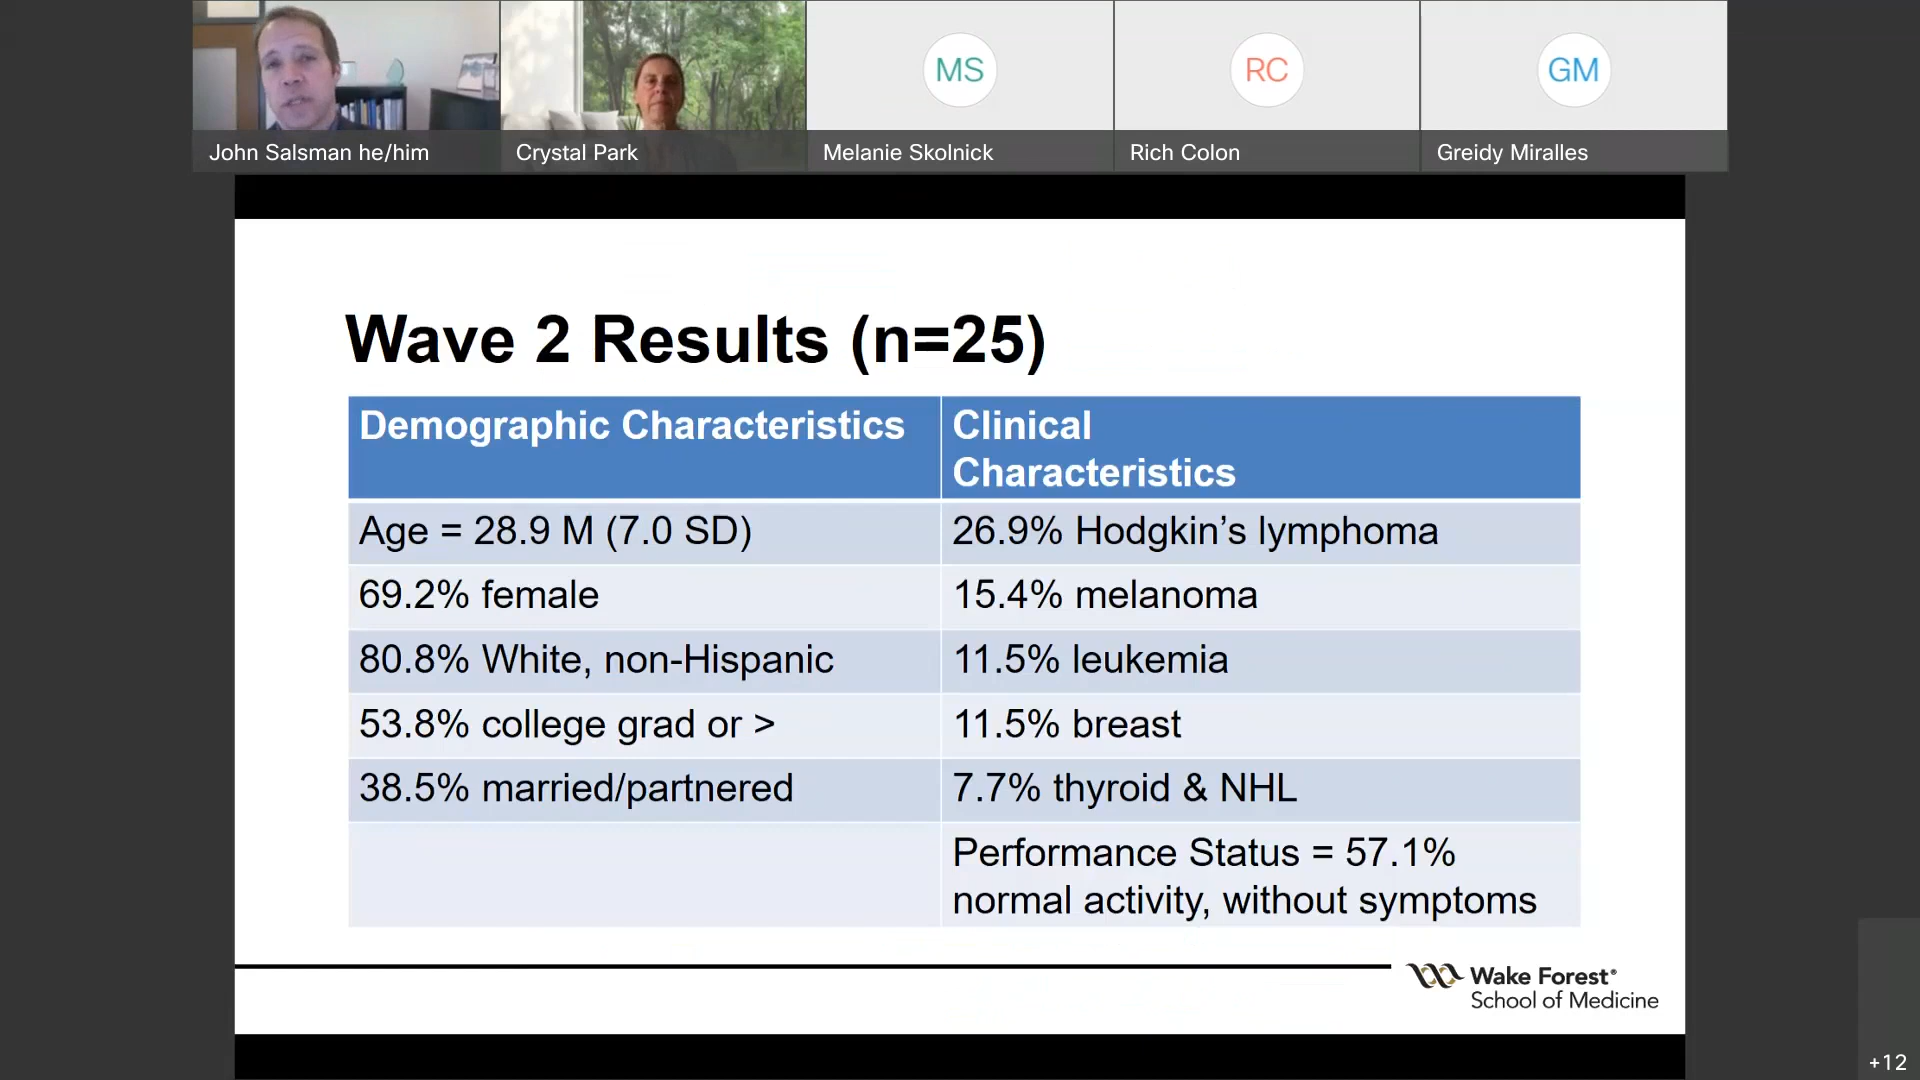 MS
RC
GM
John Salsman he/him
Crystal Park
Melanie Skolnick
Rich Colon
Greidy Miralles
Wave 2 Results (n=25)
Demographic Characteristics
Clinical
Characteristics
Age = 28.9 M (7.0 SD)
26.9% Hodgkin’s lymphoma
69.2% female
15.4% melanoma
80.8% White, non-Hispanic
11.5% leukemia
53.8% college grad or >
11.5% breast
38.5% married/partnered
7.7% thyroid & NHL
Performance Status = 57.1%
normal activity, without symptoms
Wake Forest®
School of Medicine
+12